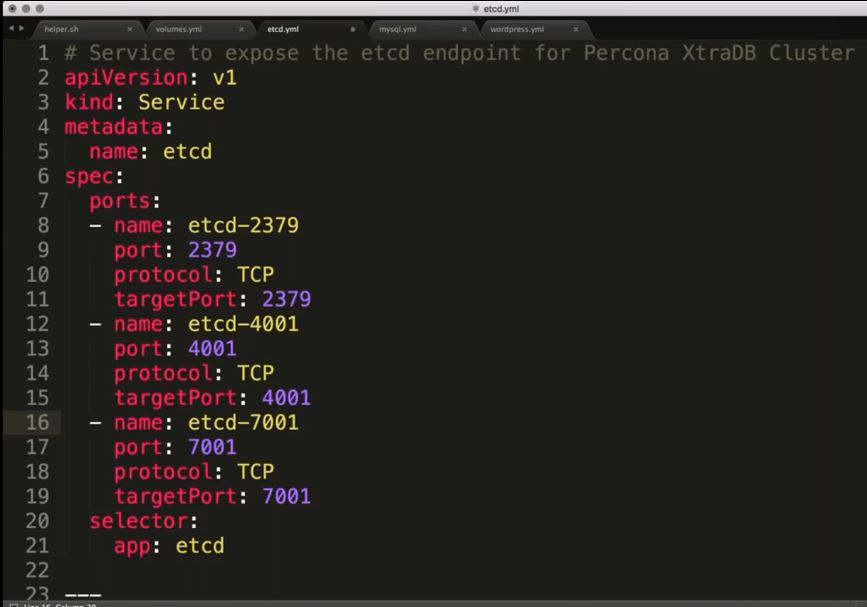 etcd.yml
helper.sh
volumes.yml
etcd.yml
mysql.yml
wordpress.yml
1 # Service to expose the etcd endpoint for Percona XtraDB Cluster
2 apiVersion: v1
3 kind: Service
4 metadata:
5   name: etcd
6 spec:
7   ports:
8   - name: etcd-2379
9     port: 2379
10     protocol: TCP
11     targetPort: 2379
12   - name: etcd-4001
13     port: 4001
14     protocol: TCP
15     targetPort: 4001
16   - name: etcd-7001
17     port: 7001
18     protocol: TCP
19     targetPort: 7001
20   selector:
21     app: etcd
22
23 ---